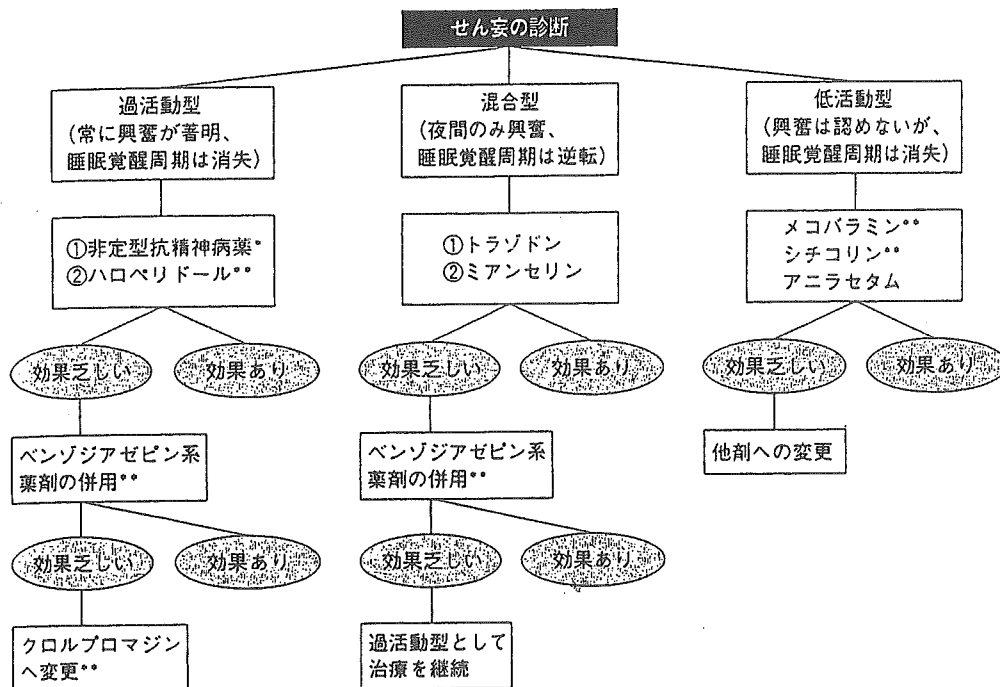 せん妄の診断
過活動型
(常に興奮が著明、
睡眠覚醒周期は消失)
混合型
(夜間のみ興奮、
睡眠覚醒周期は逆転)
低活動型
(興奮は認めないが、
睡眠覚醒周期は消失)
①非定型抗精神病薬*
②ハロペリドール**
①トラゾドン
②ミアンセリン
メコバラミン**
シチコリン**
アニラセタム
効果乏しい
効果あり
効果乏しい
効果あり
効果乏しい
効果あり
ベンゾジアゼピン系
薬剤の併用**
ベンゾジアゼピン系
薬剤の併用**
他剤への変更
効果乏しい
効果あり
効果乏しい
効果あり
クロルプロマジン
へ変更**
過活動型として
治療を継続